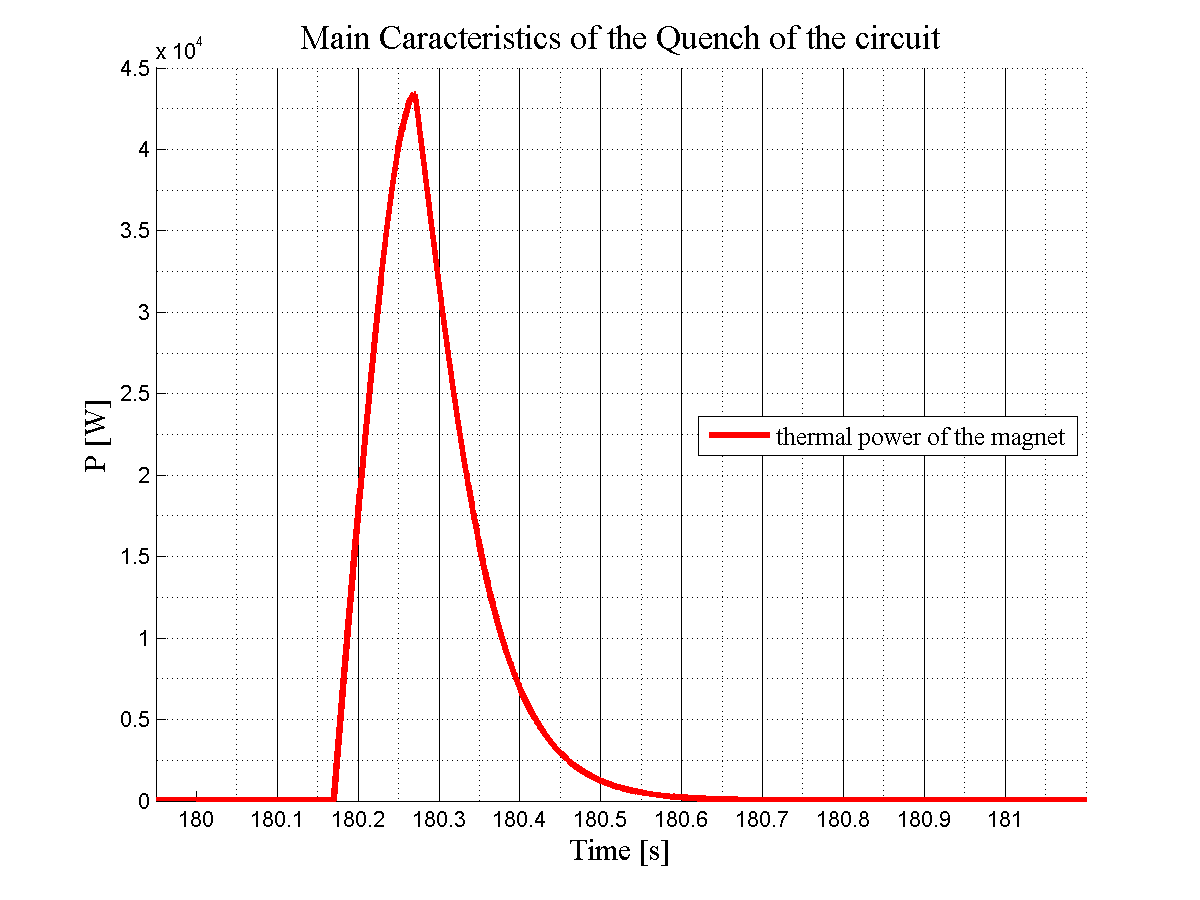 Main Caracteristics of the Quench of the circuit
x 10^4
4.5
4
3.5
3
2.5
2
1.5
1
0.5
0
P [W]
thermal power of the magnet
180 180.1 180.2 180.3 180.4 180.5 180.6 180.7 180.8 180.9 181
Time [s]